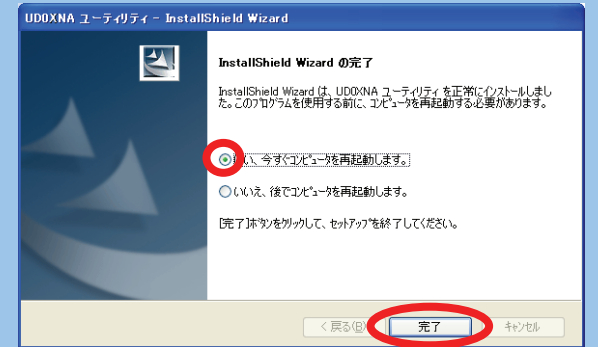 UD0XNA ユーティリティ - InstallShield Wizard
InstallShield Wizard の完了
InstallShield Wizard は、UD0XNA ユーティリティ を正常にインストールしまし
た。このプログラムを使用する前に、コンピュータを再起動する必要があります。
い、今すぐコンピュータを再起動します。
いいえ、後でコンピュータを再起動します。
[完了]ボタンをクリックして、セットアップを終了してください。
< 戻る(B)
完了
キャンセル